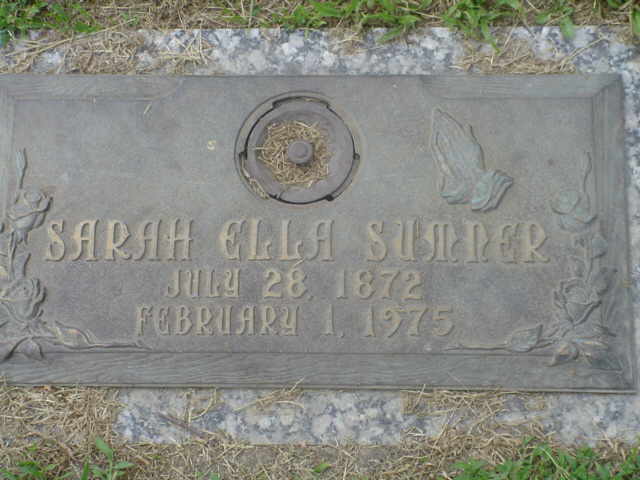 SARAH ELLA SUMNER
JULY 28, 1872
FEBRUARY 1, 1975